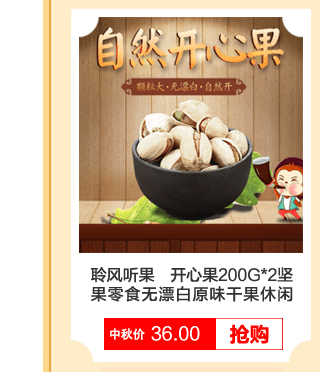 自然开心果
颗粒大·无漂白·自然开
聆风听果 开心果200G*2坚
果零食无漂白原味干果休闲
中秋价 36.00 抢购